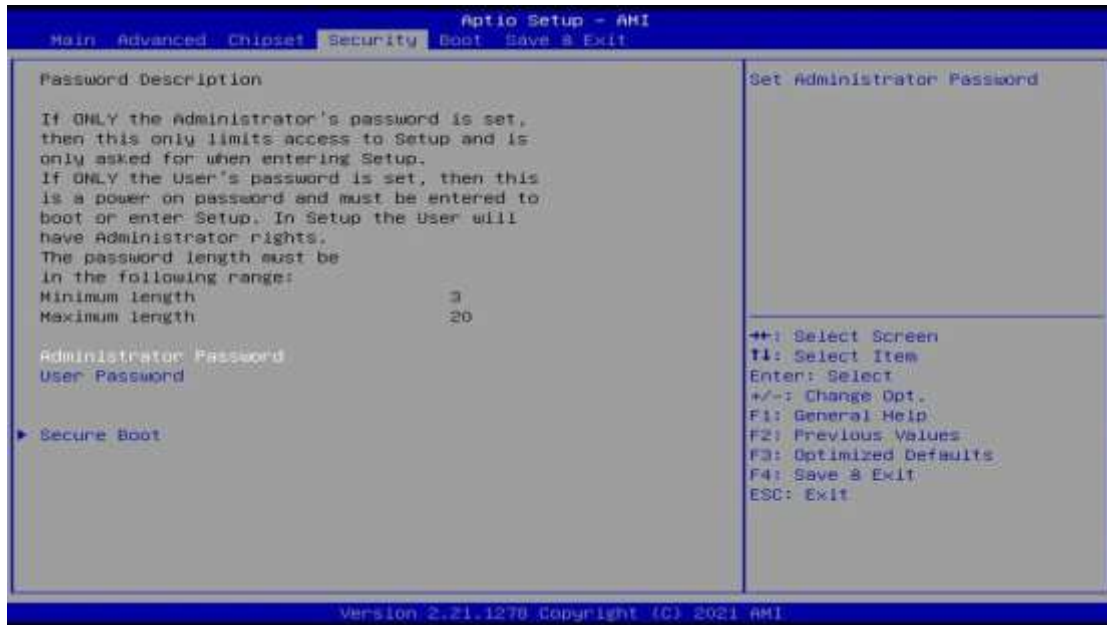 Aptio Setup - AMI
Main Advanced Chipset Security Boot Save & Exit
Password Description
If ONLY the Administrator's password is set,
then this only limits access to Setup and is
only asked for when entering Setup.
If ONLY the User's password is set, then this
is a power on password and must be entered to
boot or enter Setup. In Setup the User will
have Administrator rights.
The password length must be
in the following range:
Minimum length 3
Maximum length 20
Administrator Password
User Password
► Secure Boot
Set Administrator Password
→←: Select Screen
↑↓: Select Item
Enter: Select
+/-: Change Opt.
F1: General Help
F2: Previous Values
F3: Optimized Defaults
F4: Save & Exit
ESC: Exit
Version 2.21.1278 Copyright (C) 2021 AMI